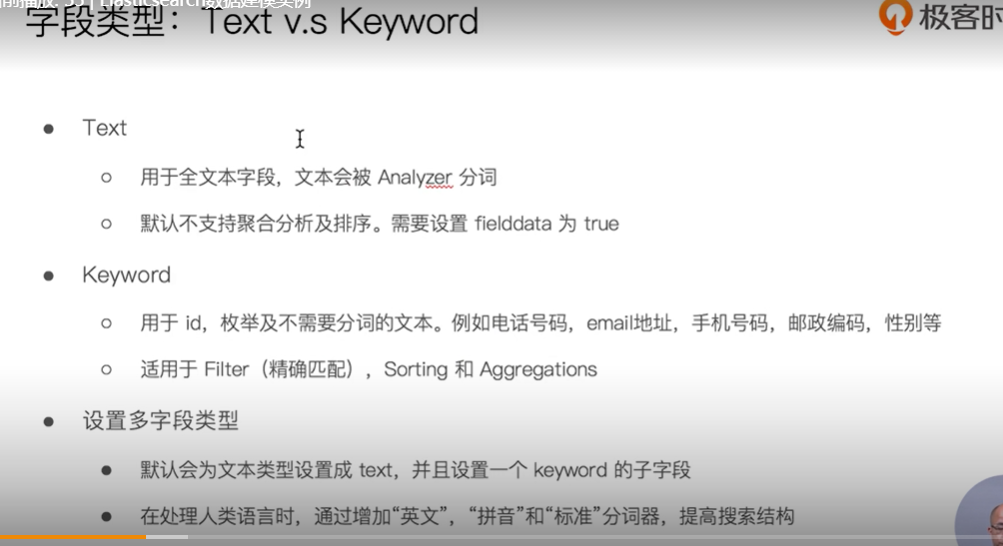 前播放: 55 | Elasticsearch数据建模实例
字段类型：Text v.s Keyword
极客时
Text
用于全文本字段，文本会被 Analyzer 分词
默认不支持聚合分析及排序。需要设置 fielddata 为 true
Keyword
用于 id，枚举及不需要分词的文本。例如电话号码，email地址，手机号码，邮政编码，性别等
适用于 Filter（精确匹配），Sorting 和 Aggregations
设置多字段类型
默认会为文本类型设置成 text，并且设置一个 keyword 的子字段
在处理人类语言时，通过增加“英文”，“拼音”和“标准”分词器，提高搜索结构